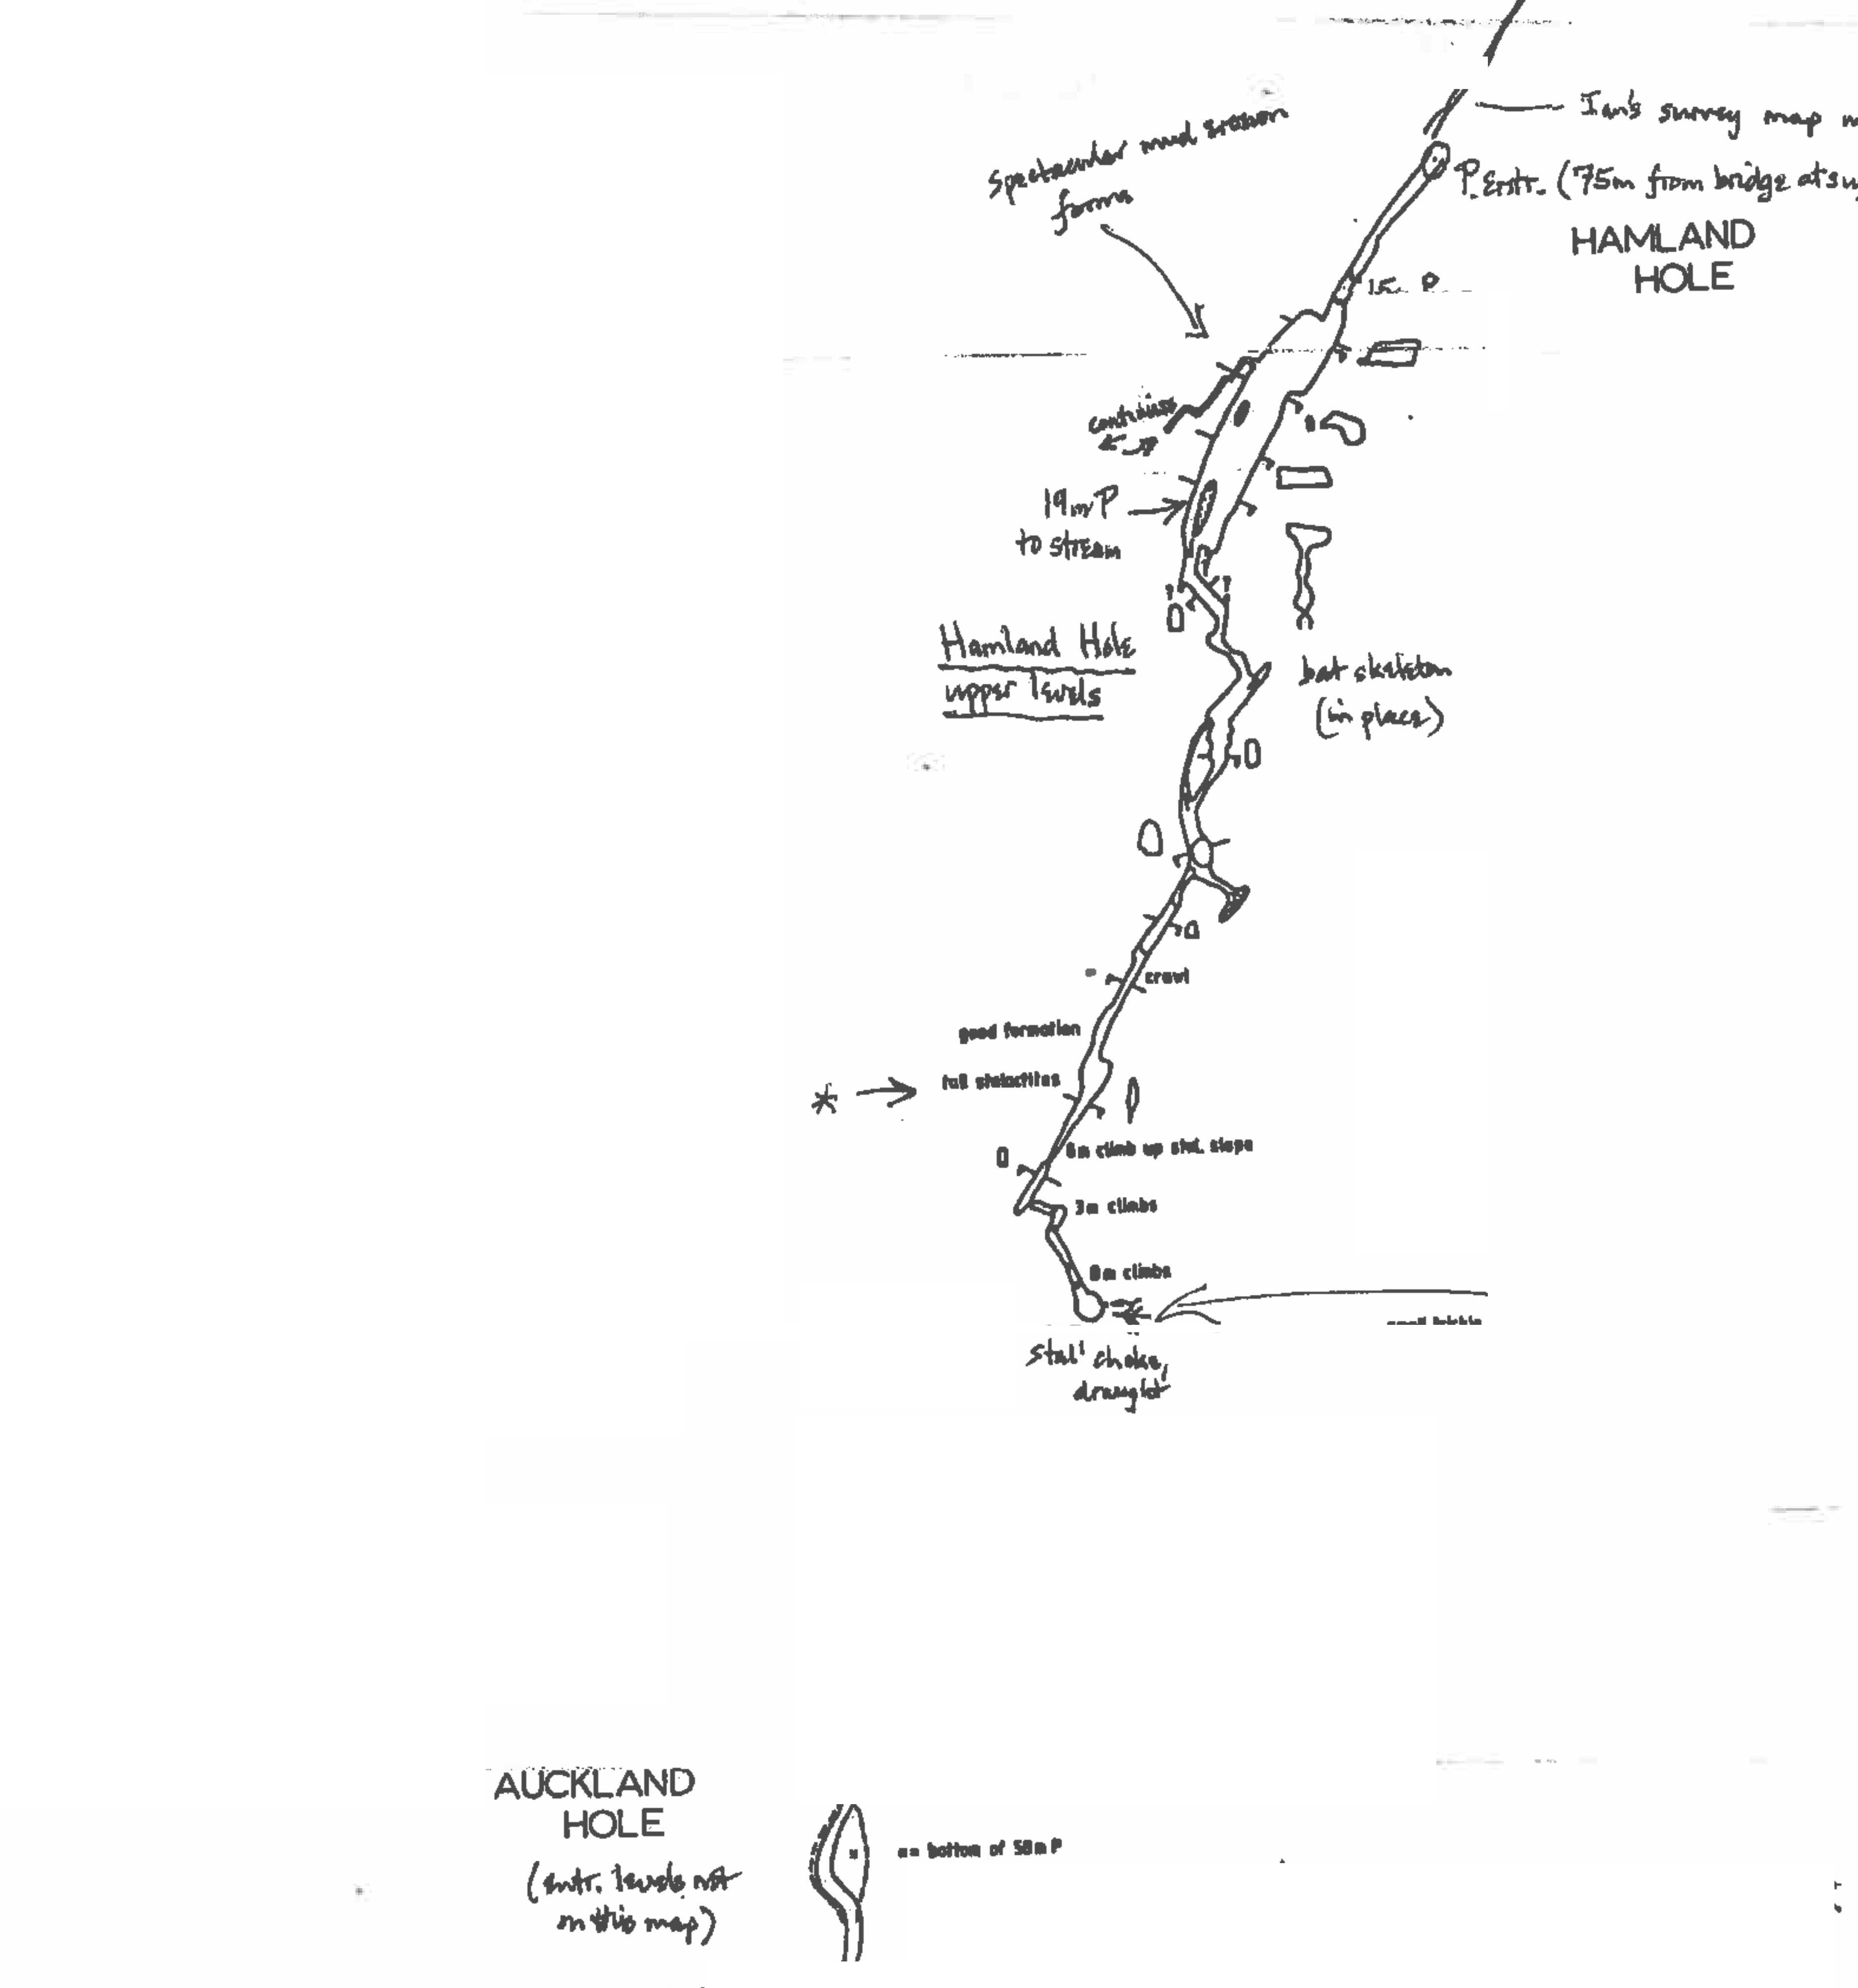 Spectacular mud erosion
forms
Ian's survey map
P. Entr. (75m from bridge at
HAMLAND
HOLE
15m P
continues
19m P
to stream
Hamland Hole
upper levels
bat skeleton
(in place)
crawl
good formation
* → tall stalactites
6m climb up stal. slope
3m climbs
8m climbs
stal' choke,
draught
AUCKLAND
HOLE
(entr. levels not
on this map)
bottom of 50m P